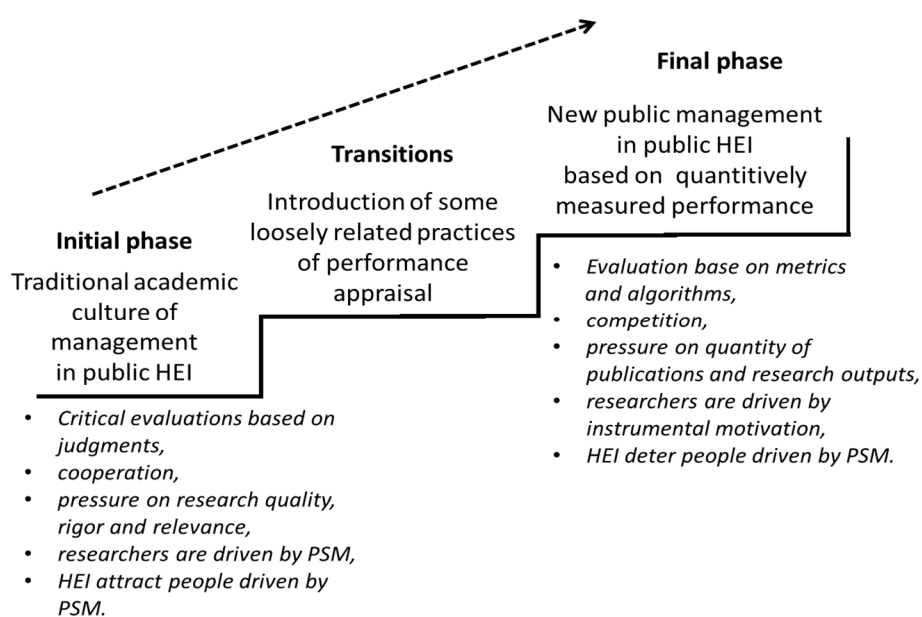 Initial phase
Traditional academic
culture of
management
in public HEI
• Critical evaluations based on
judgments,
• cooperation,
• pressure on research quality,
rigor and relevance,
• researchers are driven by PSM,
• HEI attract people driven by
PSM.
Transitions
Introduction of some
loosely related practices
of performance
appraisal
Final phase
New public management
in public HEI
based on quantitively
measured performance
• Evaluation base on metrics
and algorithms,
• competition,
• pressure on quantity of
publications and research outputs,
• researchers are driven by
instrumental motivation,
• HEI deter people driven by PSM.